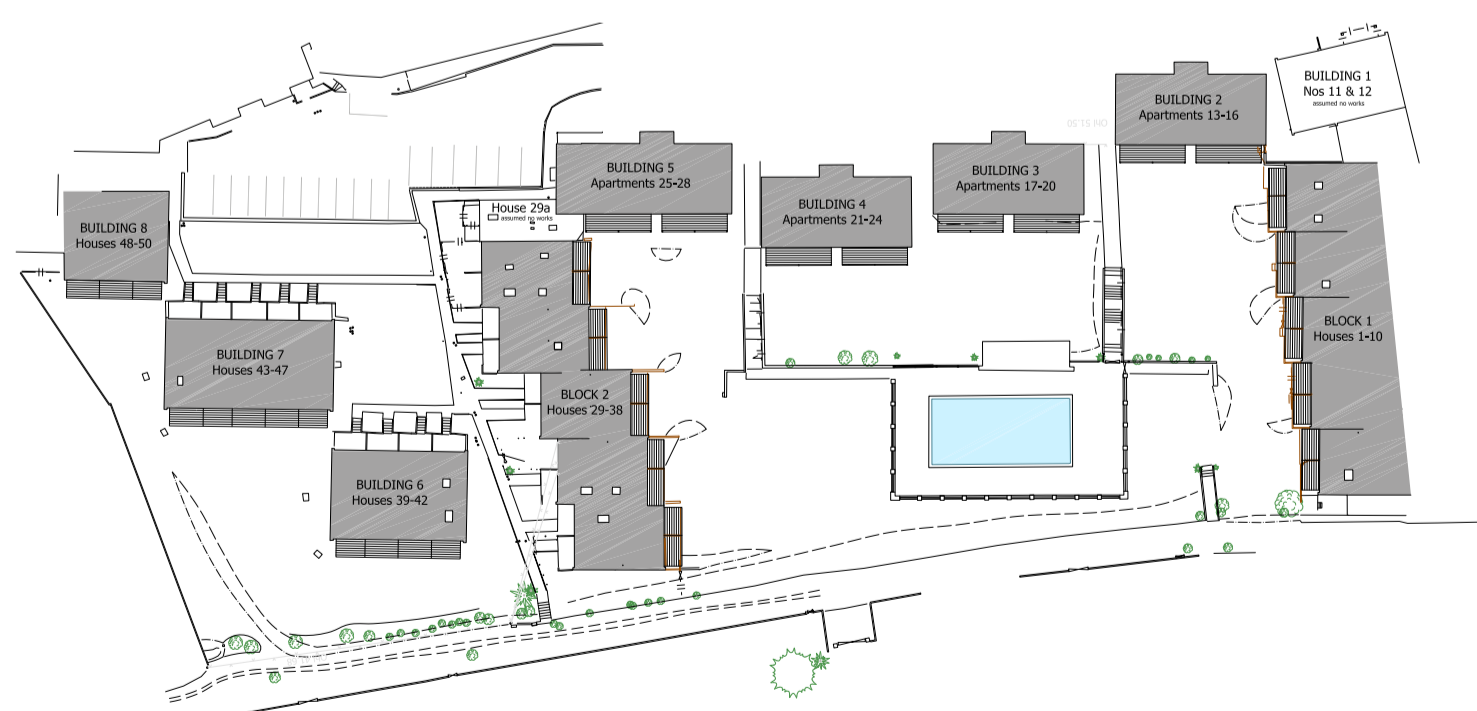 BUILDING 1
Nos 11 & 12
assumed no works
BUILDING 2
Apartments 13-16
BUILDING 5
Apartments 25-28
BUILDING 3
Apartments 17-20
BUILDING 4
Apartments 21-24
House 29a
assumed no works
BUILDING 8
Houses 48-50
BLOCK 1
Houses 1-10
BUILDING 7
Houses 43-47
BLOCK 2
Houses 29-38
BUILDING 6
Houses 39-42